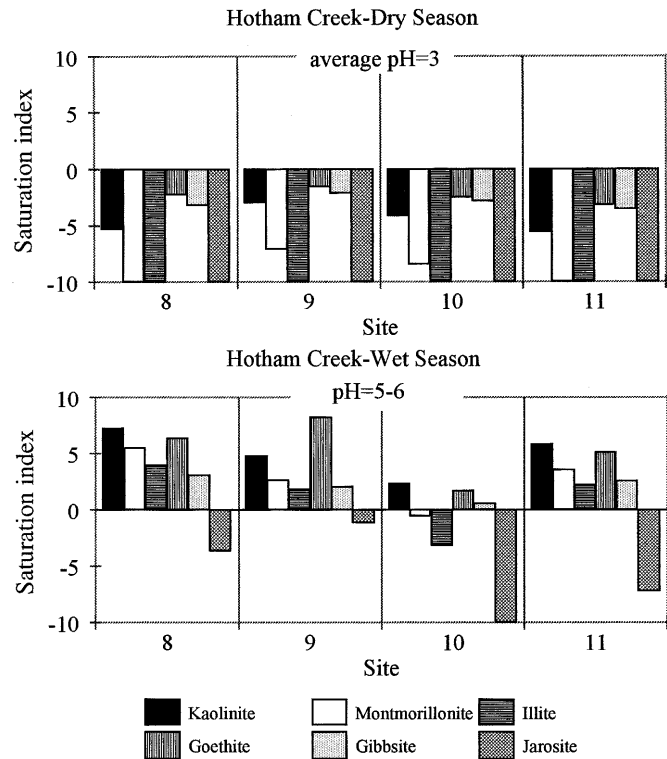 Hotham Creek-Dry Season
average pH=3
10
5
0
-5
-10
Saturation index
8 9 10 11
Site
Hotham Creek-Wet Season
pH=5-6
10
5
0
-5
-10
Saturation index
8 9 10 11
Site
Kaolinite Montmorillonite Illite
Goethite Gibbsite Jarosite